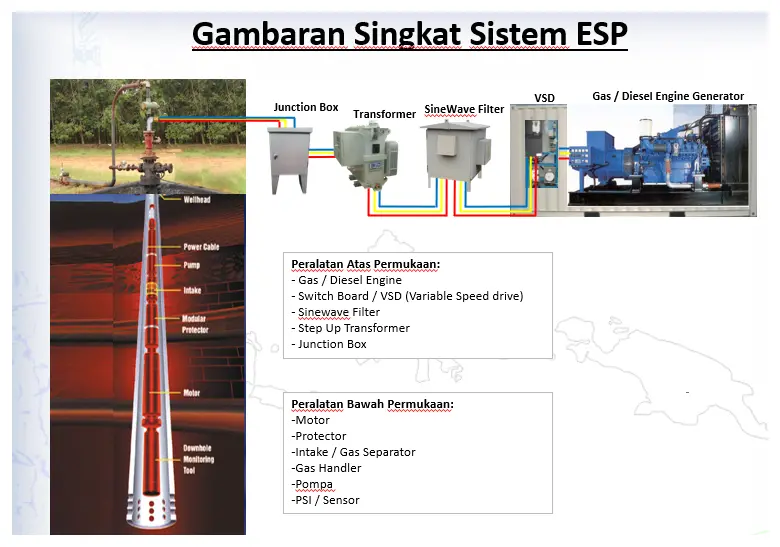 Gambaran Singkat Sistem ESP
Junction Box
Transformer
SineWave Filter
VSD
Gas / Diesel Engine Generator
Wellhead
Power Cable
Pump
Intake
Modular
Protector
Motor
Downhole
Monitoring
Tool
Peralatan Atas Permukaan:
- Gas / Diesel Engine
- Switch Board / VSD (Variable Speed drive)
- Sinewave Filter
- Step Up Transformer
- Junction Box
Peralatan Bawah Permukaan:
-Motor
-Protector
-Intake / Gas Separator
-Gas Handler
-Pompa
-PSI / Sensor
-